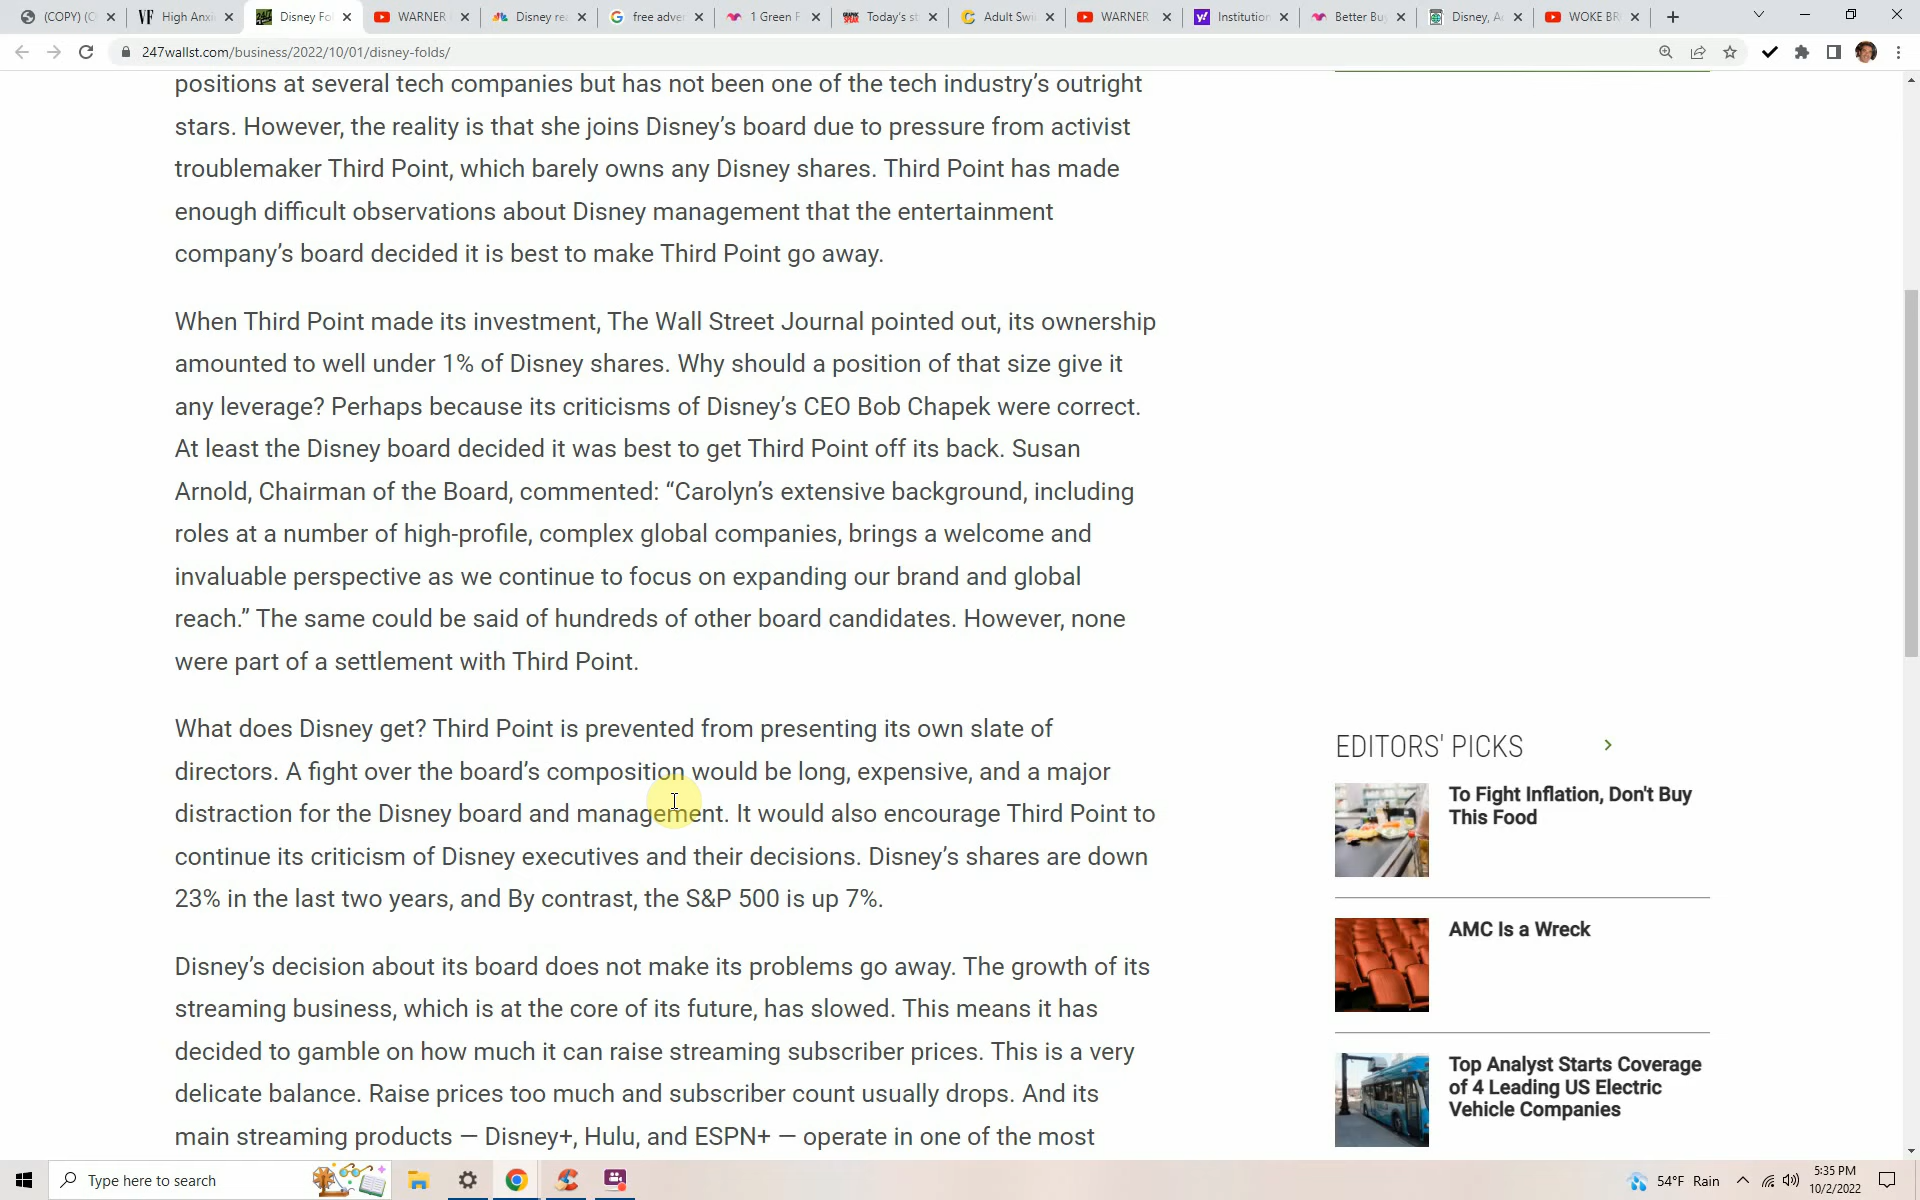 (COPY) (C
High Anxi
Disney Fo
WARNER
Disney rea
free adver
1 Green F
Today's st
Adult Swi
WARNER
Institution
Better Bu
Disney, A
WOKE BR
247wallst.com/business/2022/10/01/disney-folds/
positions at several tech companies but has not been one of the tech industry's outright
stars. However, the reality is that she joins Disney's board due to pressure from activist
troublemaker Third Point, which barely owns any Disney shares. Third Point has made
enough difficult observations about Disney management that the entertainment
company's board decided it is best to make Third Point go away.
When Third Point made its investment, The Wall Street Journal pointed out, its ownership
amounted to well under 1% of Disney shares. Why should a position of that size give it
any leverage? Perhaps because its criticisms of Disney's CEO Bob Chapek were correct.
At least the Disney board decided it was best to get Third Point off its back. Susan
Arnold, Chairman of the Board, commented: “Carolyn's extensive background, including
roles at a number of high-profile, complex global companies, brings a welcome and
invaluable perspective as we continue to focus on expanding our brand and global
reach.” The same could be said of hundreds of other board candidates. However, none
were part of a settlement with Third Point.
What does Disney get? Third Point is prevented from presenting its own slate of
directors. A fight over the board's composition would be long, expensive, and a major
distraction for the Disney board and management. It would also encourage Third Point to
continue its criticism of Disney executives and their decisions. Disney's shares are down
23% in the last two years, and By contrast, the S&P 500 is up 7%.
Disney's decision about its board does not make its problems go away. The growth of its
streaming business, which is at the core of its future, has slowed. This means it has
decided to gamble on how much it can raise streaming subscriber prices. This is a very
delicate balance. Raise prices too much and subscriber count usually drops. And its
main streaming products — Disney+, Hulu, and ESPN+ — operate in one of the most
EDITORS' PICKS
To Fight Inflation, Don't Buy
This Food
AMC Is a Wreck
Top Analyst Starts Coverage
of 4 Leading US Electric
Vehicle Companies
Type here to search
54°F Rain
5:35 PM
10/2/2022